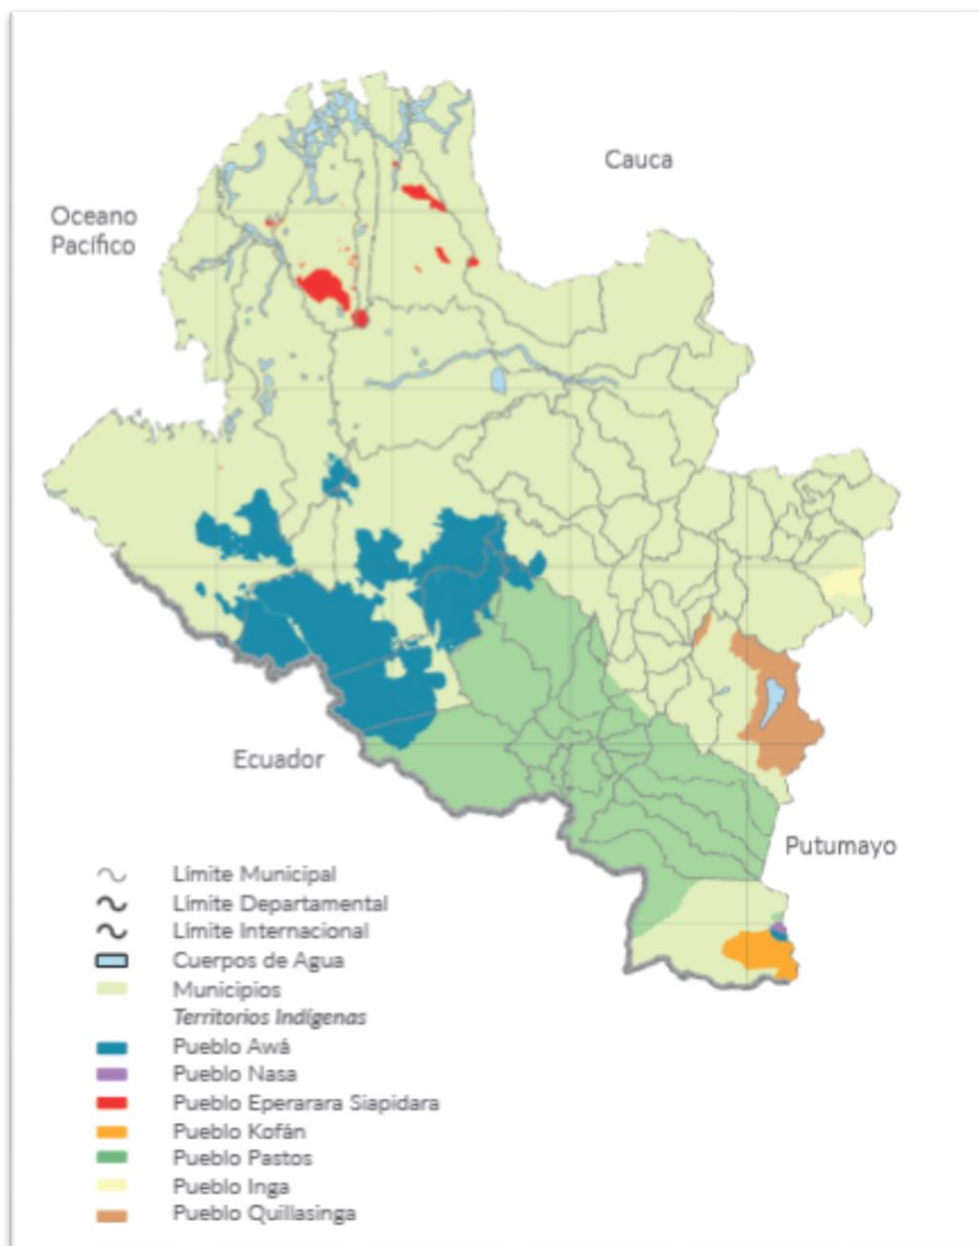 Cauca
Oceano
Pacífico
Ecuador
Putumayo
Límite Municipal
Límite Departamental
Límite Internacional
Cuerpos de Agua
Municipios
Territorios Indígenas
Pueblo Awá
Pueblo Nasa
Pueblo Eperarara Siapidara
Pueblo Kofán
Pueblo Pastos
Pueblo Inga
Pueblo Quillasinga